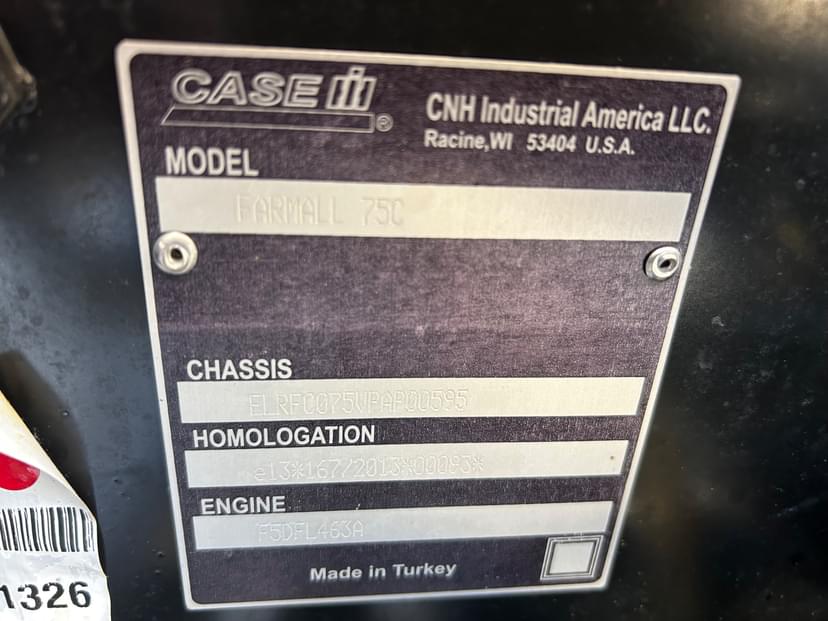 CASE IH ®
CNH Industrial America LLC.
Racine,WI 53404 U.S.A.
MODEL
FARMALL 75C
CHASSIS
ELRFC075VPAP00595
HOMOLOGATION
e13*167/2013*00093*
ENGINE
F5DFL463A
Made in Turkey
1326